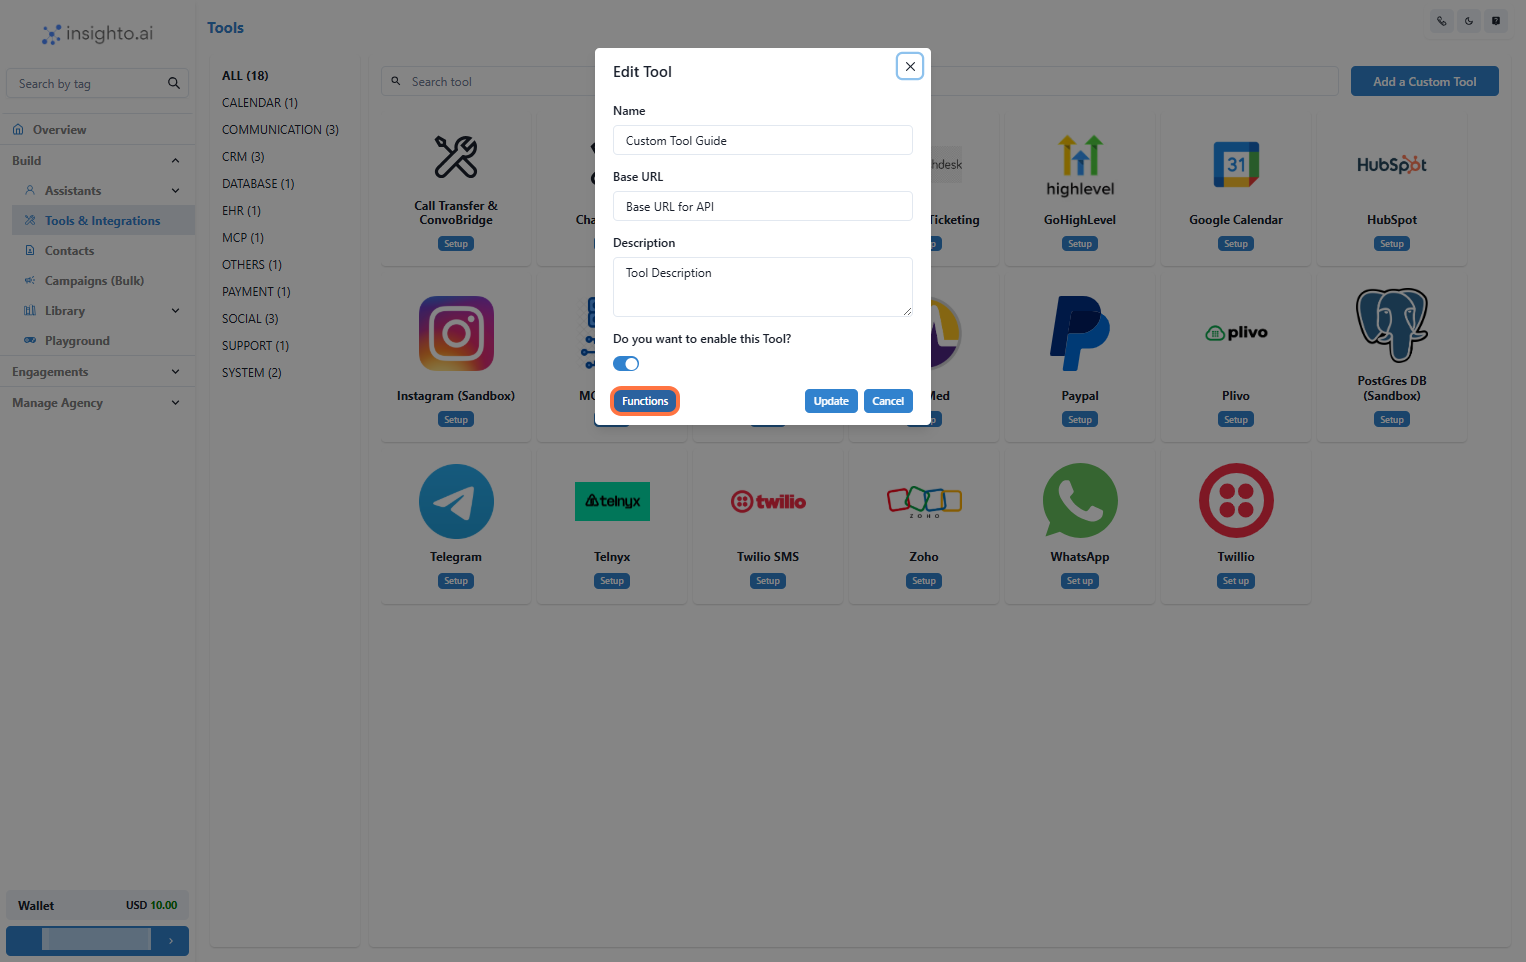 insighto.ai
Search by tag
Overview
Build
Assistants
Tools & Integrations
Contacts
Campaigns (Bulk)
Library
Playground
Engagements
Manage Agency
Wallet
USD 10.00
Tools
ALL (18)
CALENDAR (1)
COMMUNICATION (3)
CRM (3)
DATABASE (1)
EHR (1)
MCP (1)
OTHERS (1)
PAYMENT (1)
SOCIAL (3)
SUPPORT (1)
SYSTEM (2)
Search tool
Add a Custom Tool
Edit Tool
Name
Custom Tool Guide
Base URL
Base URL for API
Description
Tool Description
Do you want to enable this Tool?
Functions
Update
Cancel
Call Transfer &
ConvoBridge
Setup
hdesk
Ticketing
highlevel
GoHighLevel
Setup
31
Google Calendar
Setup
HubSpot
HubSpot
Setup
Instagram (Sandbox)
Setup
Paypal
Setup
plivo
Plivo
Setup
PostGres DB
(Sandbox)
Setup
Telegram
Setup
telnyx
Telnyx
Setup
twilio
Twilio SMS
Setup
ZOHO
Zoho
Setup
WhatsApp
Set up
Twillio
Set up